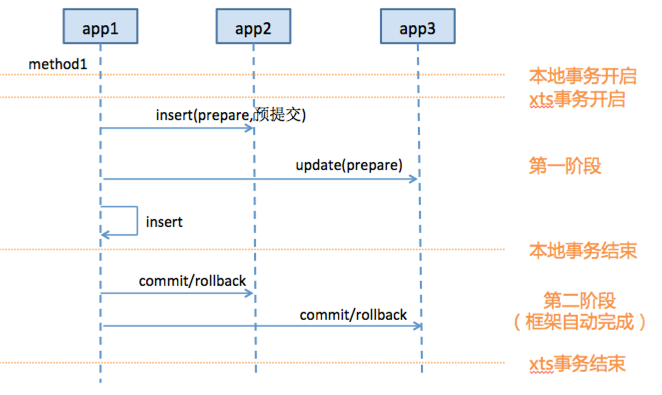 app1
app2
app3
method1
本地事务开启
xts事务开启
insert(prepare,预提交)
update(prepare)
第一阶段
insert
本地事务结束
commit/rollback
第二阶段
commit/rollback
（框架自动完成）
xts事务结束